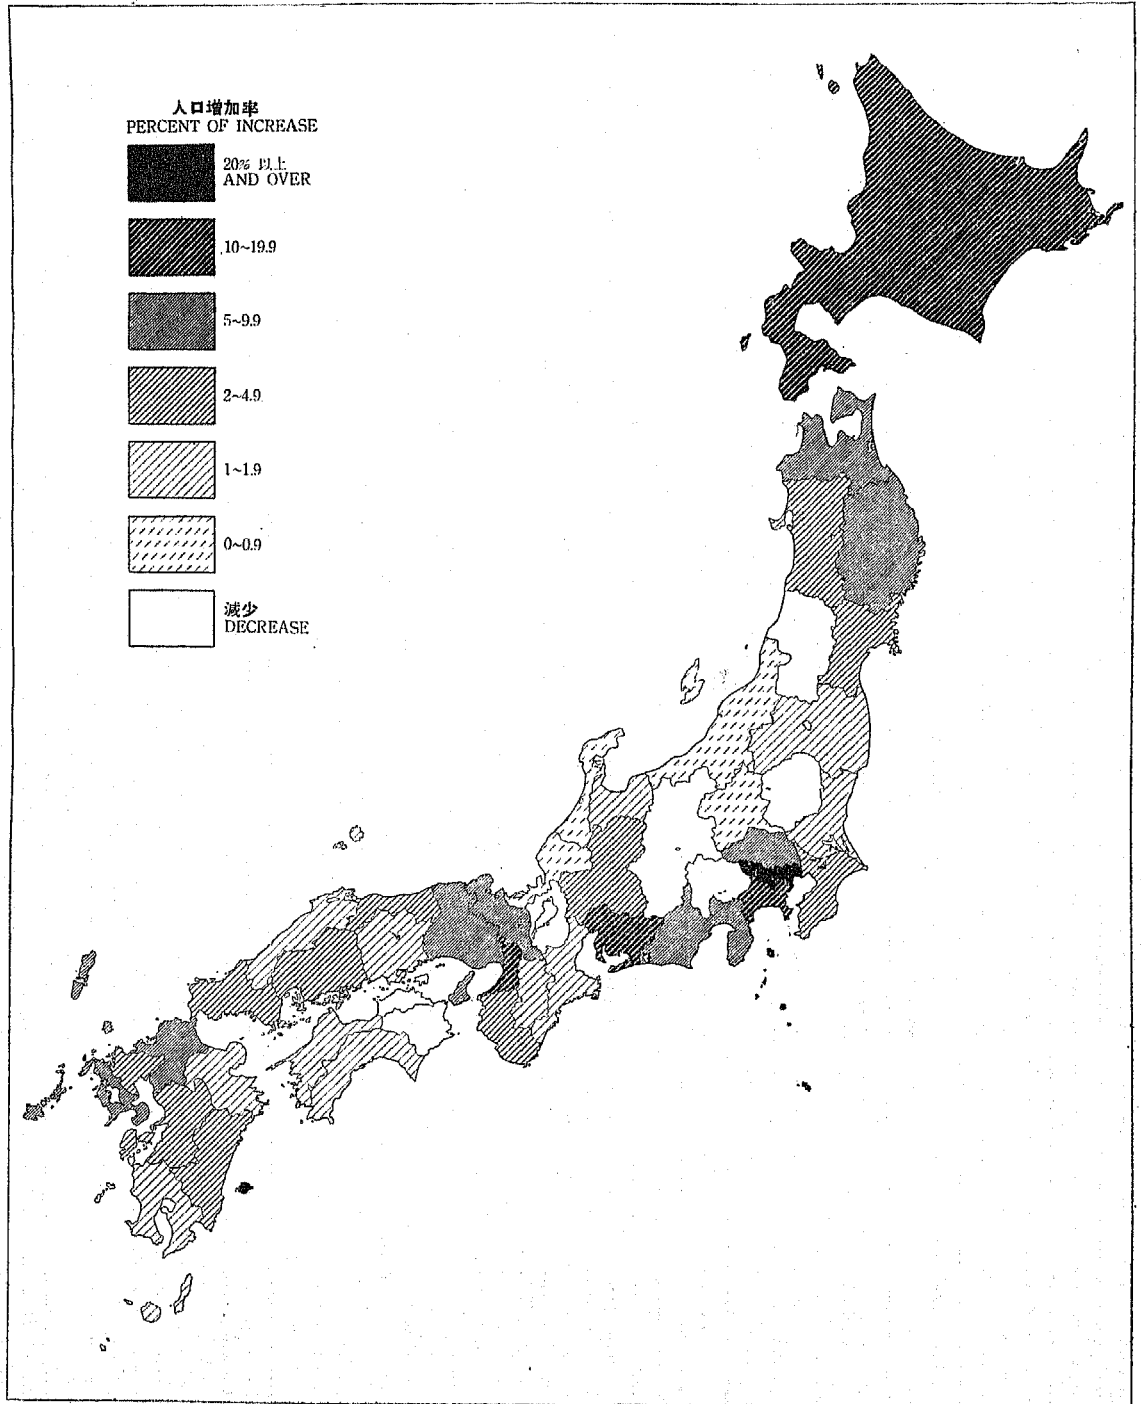 人口増加率
PERCENT OF INCREASE
20% 以上
AND OVER
10~19.9
5~9.9
2~4.9
1~1.9
0~0.9
減少
DECREASE